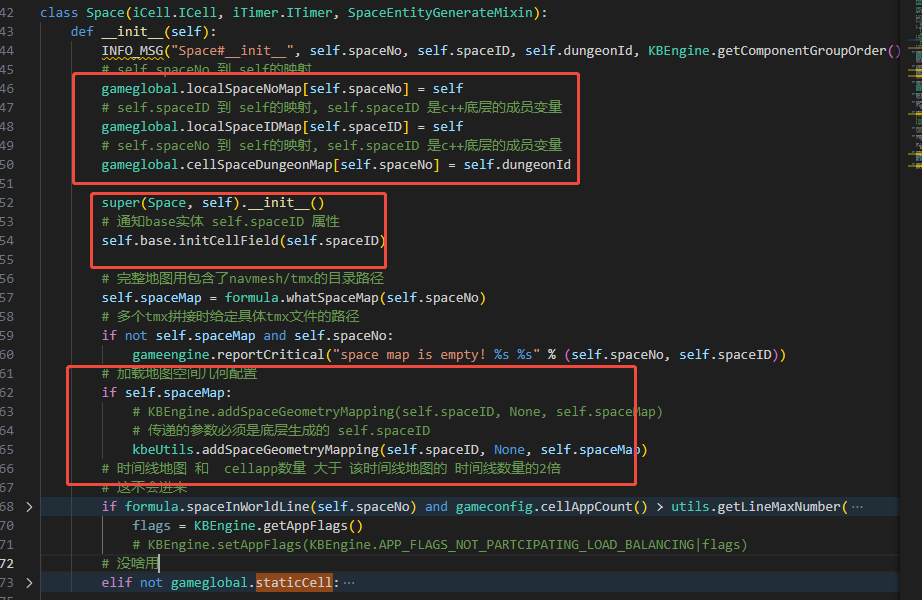 42 class Space(iCell.ICell, iTimer.ITimer, SpaceEntityGenerateMixin):
43 def __init__(self):
44 INFO_MSG("Space#__init__", self.spaceNo, self.spaceID, self.dungeonId, KBEngine.getComponentGroupOrder()
45 # self.spaceNo 到 self的映射
46 gameglobal.localSpaceNoMap[self.spaceNo] = self
47 # self.spaceID 到 self的映射, self.spaceID 是c++底层的成员变量
48 gameglobal.localSpaceIDMap[self.spaceID] = self
49 # self.spaceNo 到 self的映射, self.spaceID 是c++底层的成员变量
50 gameglobal.cellSpaceDungeonMap[self.spaceNo] = self.dungeonId
51
52 super(Space, self).__init__()
53 # 通知base实体 self.spaceID 属性
54 self.base.initCellField(self.spaceID)
55
56 # 完整地图用包含了navmesh/tmx的目录路径
57 self.spaceMap = formula.whatSpaceMap(self.spaceNo)
58 # 多个tmx拼接时给定具体tmx文件的路径
59 if not self.spaceMap and self.spaceNo:
60 gameengine.reportCritical("space map is empty! %s %s" % (self.spaceNo, self.spaceID))
61 # 加载地图空间几何配置
62 if self.spaceMap:
63 # KBEngine.addSpaceGeometryMapping(self.spaceID, None, self.spaceMap)
64 # 传递的参数必须是底层生成的 self.spaceID
65 kbeUtils.addSpaceGeometryMapping(self.spaceID, None, self.spaceMap)
66 # 时间线地图 和 cellapp数量 大于 该时间线地图的 时间线数量的2倍
67 # 这不会进来
68 if formula.spaceInWorldLine(self.spaceNo) and gameconfig.cellAppCount() > utils.getLineMaxNumber(…
70 flags = KBEngine.getAppFlags()
71 # KBEngine.setAppFlags(KBEngine.APP_FLAGS_NOT_PARTCIPATING_LOAD_BALANCING|flags)
72 # 没啥用
73 elif not gameglobal.staticCell:…